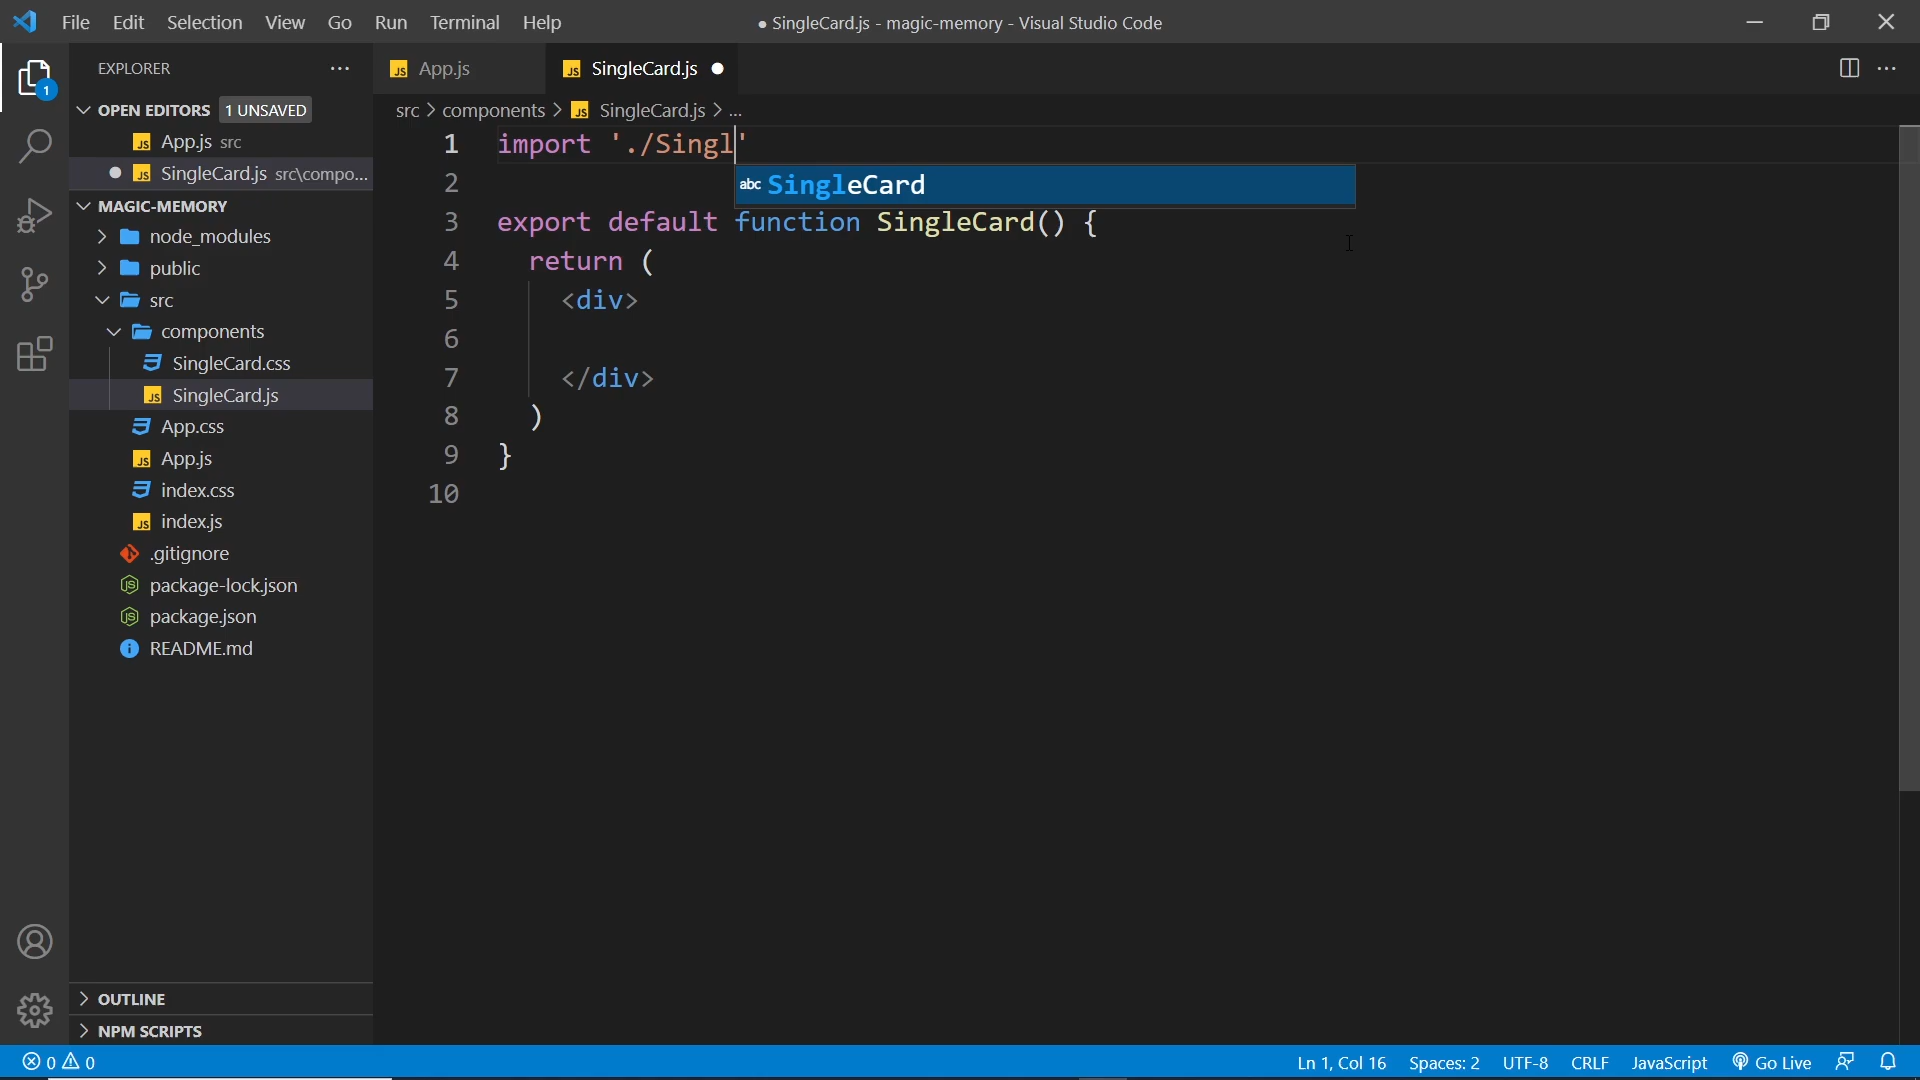 File Edit Selection View Go Run Terminal Help
● SingleCard.js - magic-memory - Visual Studio Code
EXPLORER
1
OPEN EDITORS 1 UNSAVED
App.js src
SingleCard.js src\compo...
MAGIC-MEMORY
node_modules
public
src
components
SingleCard.css
SingleCard.js
App.css
App.js
index.css
index.js
.gitignore
package-lock.json
package.json
README.md
OUTLINE
NPM SCRIPTS
App.js SingleCard.js
src > components > SingleCard.js > ...
1 import './Singl'
2 abc SingleCard
3 export default function SingleCard() {
4 return (
5 <div>
6
7 </div>
8 )
9 }
10
0 0 Ln 1, Col 16 Spaces: 2 UTF-8 CRLF JavaScript Go Live